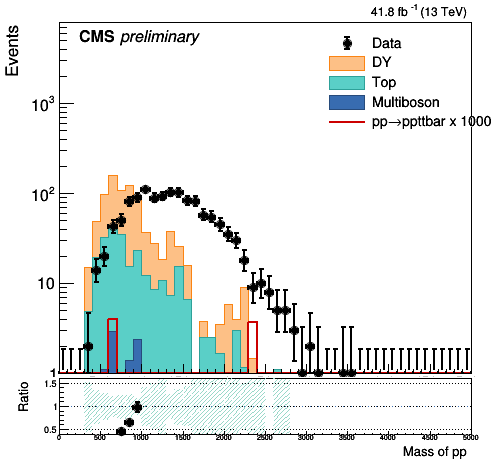 41.8 fb⁻¹ (13 TeV)
Events
CMS preliminary
Data
DY
Top
Multiboson
pp→ppttbar x 1000
10³
10²
10
1
Ratio
1.5
1
0.5
0 500 1000 1500 2000 2500 3000 3500 4000 4500 5000
Mass of pp